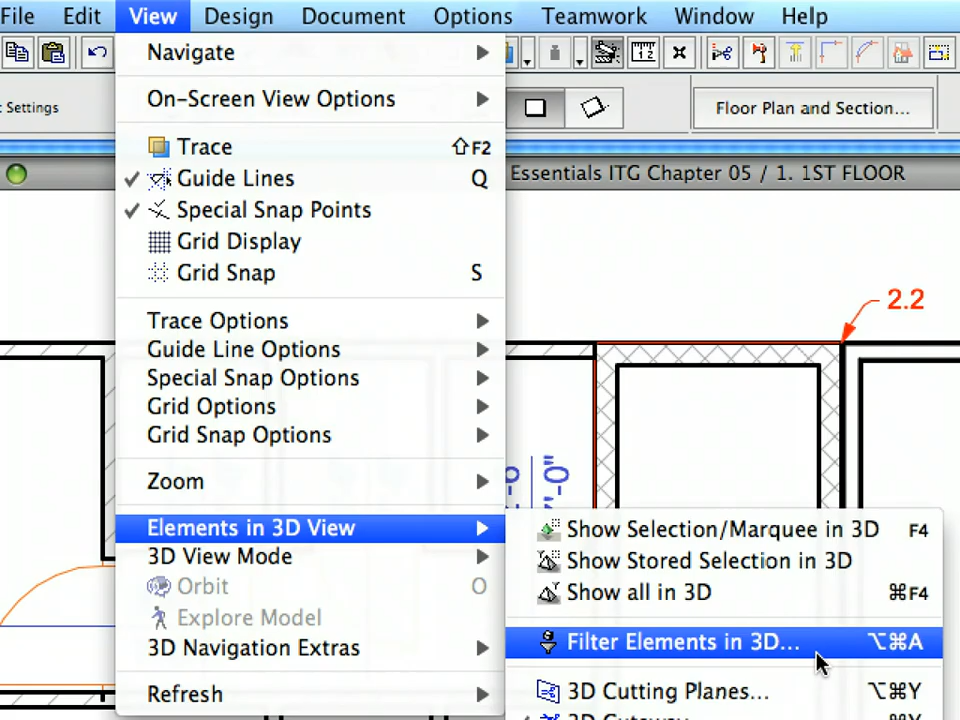 File Edit View Design Document Options Teamwork Window Help
Settings
Floor Plan and Section...
Essentials ITG Chapter 05 / 1. 1ST FLOOR
Navigate
On-Screen View Options
Trace ⇧F2
Guide Lines Q
Special Snap Points
Grid Display
Grid Snap S
Trace Options
Guide Line Options
Special Snap Options
Grid Options
Grid Snap Options
Zoom
Elements in 3D View
3D View Mode
Orbit O
Explore Model
3D Navigation Extras
Refresh
Show Selection/Marquee in 3D F4
Show Stored Selection in 3D
Show all in 3D ⌘F4
Filter Elements in 3D... ⌥⌘A
3D Cutting Planes... ⌥⌘Y
3D Cutaway ⌘Y
2.2